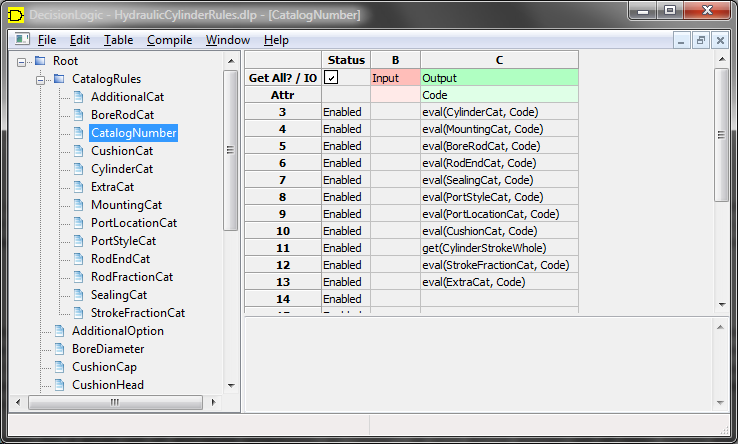 DecisionLogic - HydraulicCylinderRules.dlp - [CatalogNumber]
File Edit Table Compile Window Help
Root
CatalogRules
AdditionalCat
BoreRodCat
CatalogNumber
CushionCat
CylinderCat
ExtraCat
MountingCat
PortLocationCat
PortStyleCat
RodEndCat
RodFractionCat
SealingCat
StrokeFractionCat
AdditionalOption
BoreDiameter
CushionCap
CushionHead
Status B C
Get All? / IO Input Output
Attr Code
3 Enabled eval(CylinderCat, Code)
4 Enabled eval(MountingCat, Code)
5 Enabled eval(BoreRodCat, Code)
6 Enabled eval(RodEndCat, Code)
7 Enabled eval(SealingCat, Code)
8 Enabled eval(PortStyleCat, Code)
9 Enabled eval(PortLocationCat, Code)
10 Enabled eval(CushionCat, Code)
11 Enabled get(CylinderStrokeWhole)
12 Enabled eval(StrokeFractionCat, Code)
13 Enabled eval(ExtraCat, Code)
14 Enabled